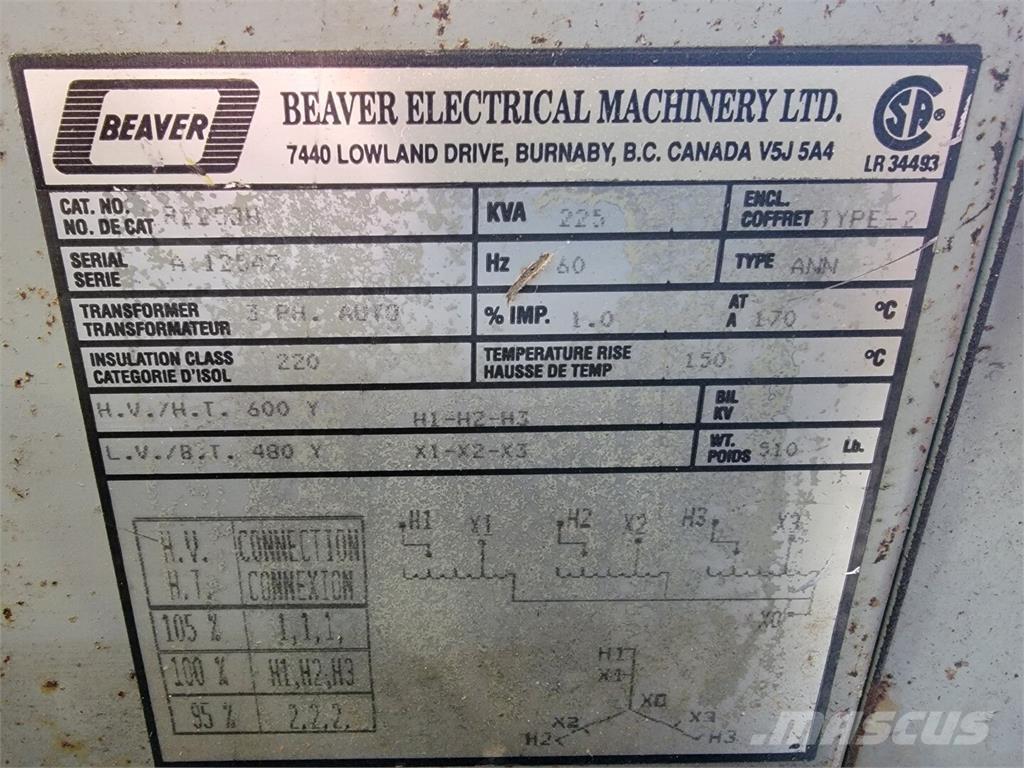 BEAVER
BEAVER ELECTRICAL MACHINERY LTD.
7440 LOWLAND DRIVE, BURNABY, B.C. CANADA V5J 5A4
SA ®
LR 34493
CAT. NO.
NO. DE CAT
KVA 225
ENCL.
COFFRET TYPE-2
SERIAL
SERIE
Hz 60
TYPE ANN
TRANSFORMER
TRANSFORMATEUR 3 PH. AUTO
% IMP. 1.0
AT
A 170 °C
INSULATION CLASS
CATEGORIE D'ISOL 220
TEMPERATURE RISE
HAUSSE DE TEMP 150 °C
H.V./H.T. 600 Y H1-H2-H3
BIL
KV
L.V./B.T. 480 Y X1-X2-X3
WT.
POIDS 910 Lb.
H.V. CONNECTION
H.T. CONNEXION
105 % 1,1,1,
100 % H1,H2,H3
95 % 2,2,2.
H1 X1 H2 X2 H3 X3
X0
H1
X1
X0
X2 X3
H2 H3
MASCUS